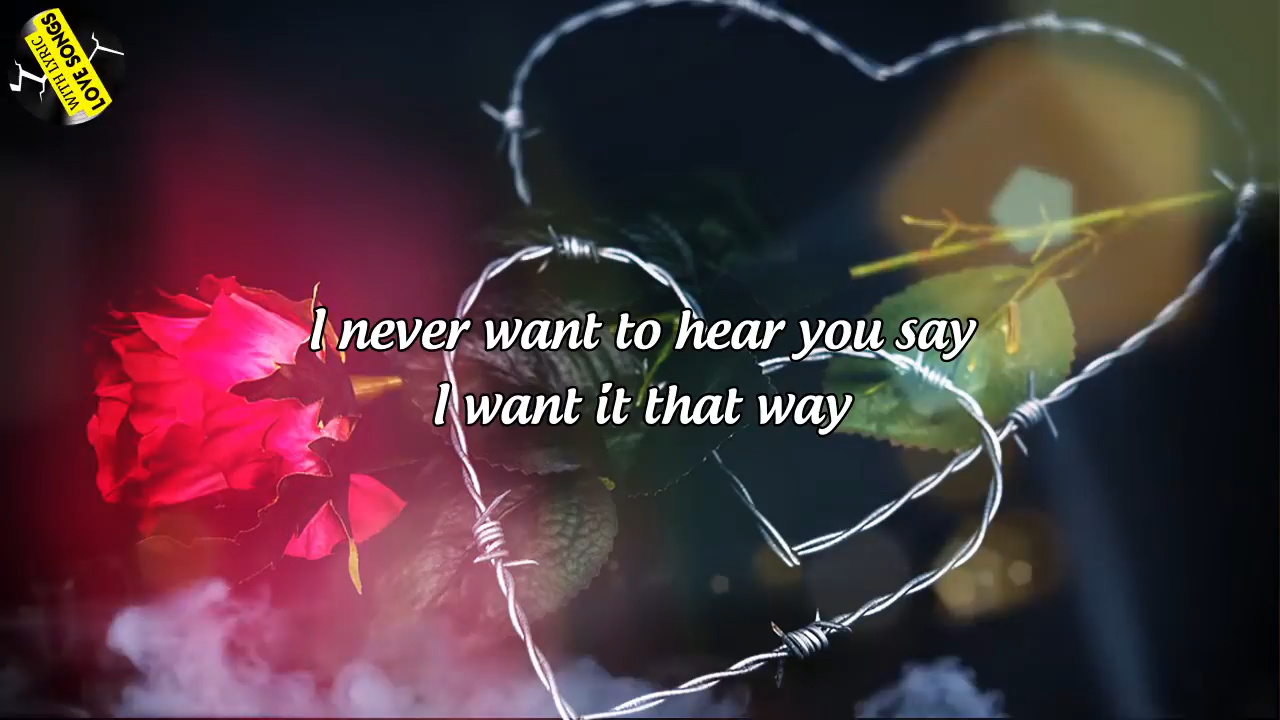 LOVE SONGS
WITH LYRIC
I never want to hear you say
I want it that way